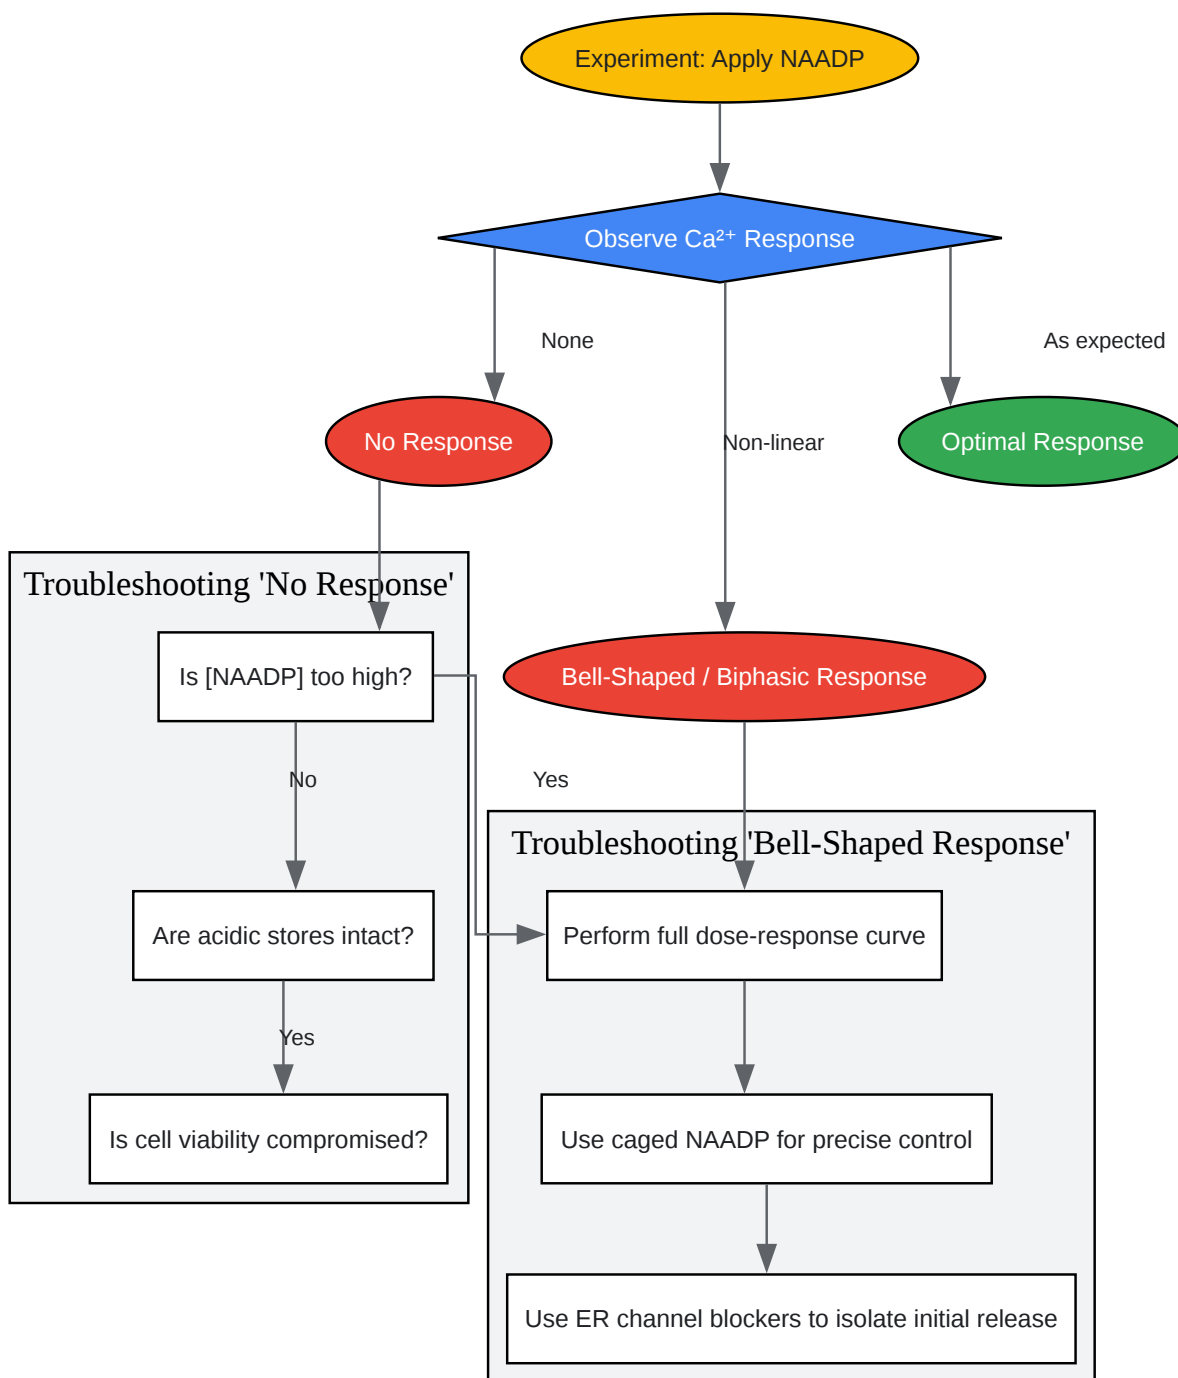 Experiment: Apply NAADP
Observe Ca²⁺ Response
None
As expected
No Response
Non-linear
Optimal Response
Troubleshooting 'No Response'
Is [NAADP] too high?
Bell-Shaped / Biphasic Response
No
Yes
Troubleshooting 'Bell-Shaped Response'
Are acidic stores intact?
Perform full dose-response curve
Yes
Is cell viability compromised?
Use caged NAADP for precise control
Use ER channel blockers to isolate initial release